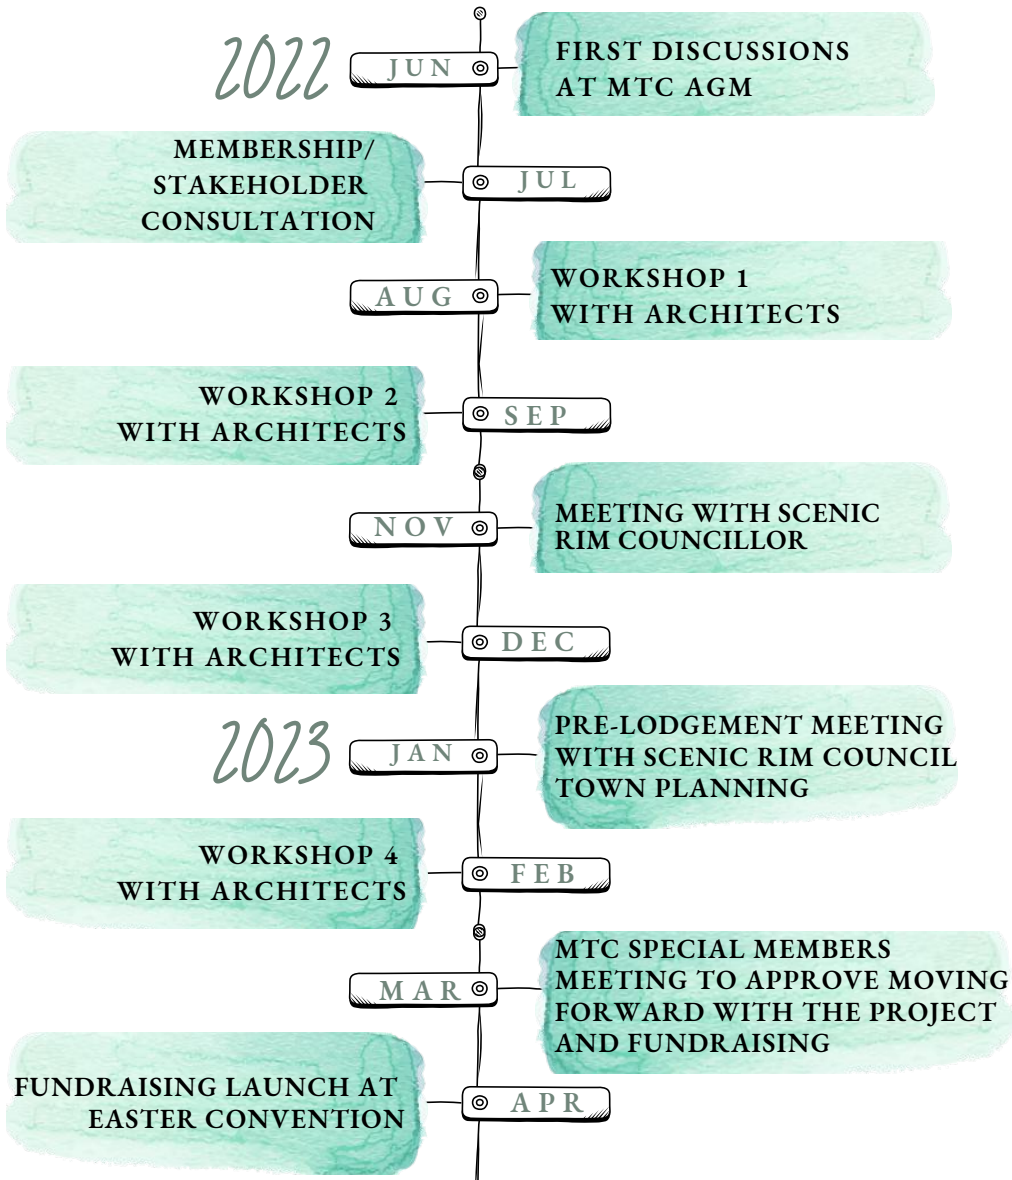 2022
JUN
FIRST DISCUSSIONS
AT MTC AGM
MEMBERSHIP/
STAKEHOLDER
CONSULTATION
JUL
AUG
WORKSHOP 1
WITH ARCHITECTS
WORKSHOP 2
WITH ARCHITECTS
SEP
NOV
MEETING WITH SCENIC
RIM COUNCILLOR
WORKSHOP 3
WITH ARCHITECTS
DEC
2023
JAN
PRE-LODGEMENT MEETING
WITH SCENIC RIM COUNCIL
TOWN PLANNING
WORKSHOP 4
WITH ARCHITECTS
FEB
MAR
MTC SPECIAL MEMBERS
MEETING TO APPROVE MOVING
FORWARD WITH THE PROJECT
AND FUNDRAISING
FUNDRAISING LAUNCH AT
EASTER CONVENTION
APR